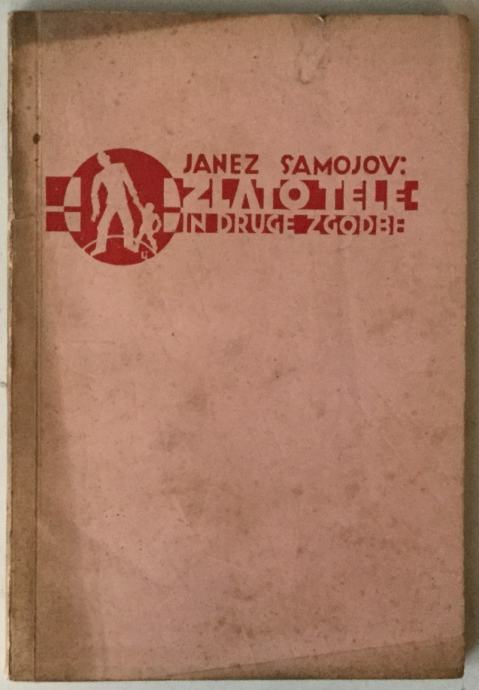 JANEZ SAMOJOV:
ZLATO TELE
IN DRUGE ZGODBE